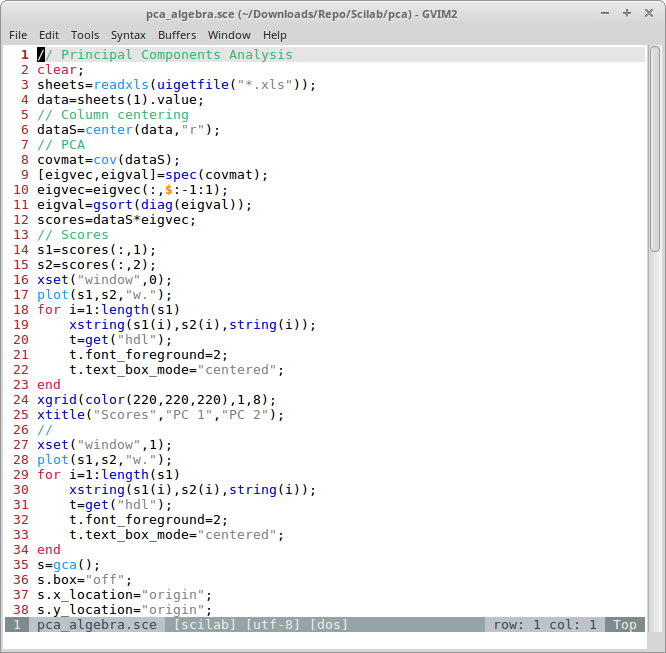 pca_algebra.sce (~/Downloads/Repo/Scilab/pca) - GVIM2
File Edit Tools Syntax Buffers Window Help
1 // Principal Components Analysis
2 clear;
3 sheets=readxls(uigetfile("*.xls"));
4 data=sheets(1).value;
5 // Column centering
6 dataS=center(data,"r");
7 // PCA
8 covmat=cov(dataS);
9 [eigvec,eigval]=spec(covmat);
10 eigvec=eigvec(:,$:-1:1);
11 eigval=gsort(diag(eigval));
12 scores=dataS*eigvec;
13 // Scores
14 s1=scores(:,1);
15 s2=scores(:,2);
16 xset("window",0);
17 plot(s1,s2,"w.");
18 for i=1:length(s1)
19     xstring(s1(i),s2(i),string(i));
20     t=get("hdl");
21     t.font_foreground=2;
22     t.text_box_mode="centered";
23 end
24 xgrid(color(220,220,220),1,8);
25 xtitle("Scores","PC 1","PC 2");
26 //
27 xset("window",1);
28 plot(s1,s2,"w.");
29 for i=1:length(s1)
30     xstring(s1(i),s2(i),string(i));
31     t=get("hdl");
32     t.font_foreground=2;
33     t.text_box_mode="centered";
34 end
35 s=gca();
36 s.box="off";
37 s.x_location="origin";
38 s.y_location="origin";
1 pca_algebra.sce [scilab] [utf-8] [dos] row: 1 col: 1 Top